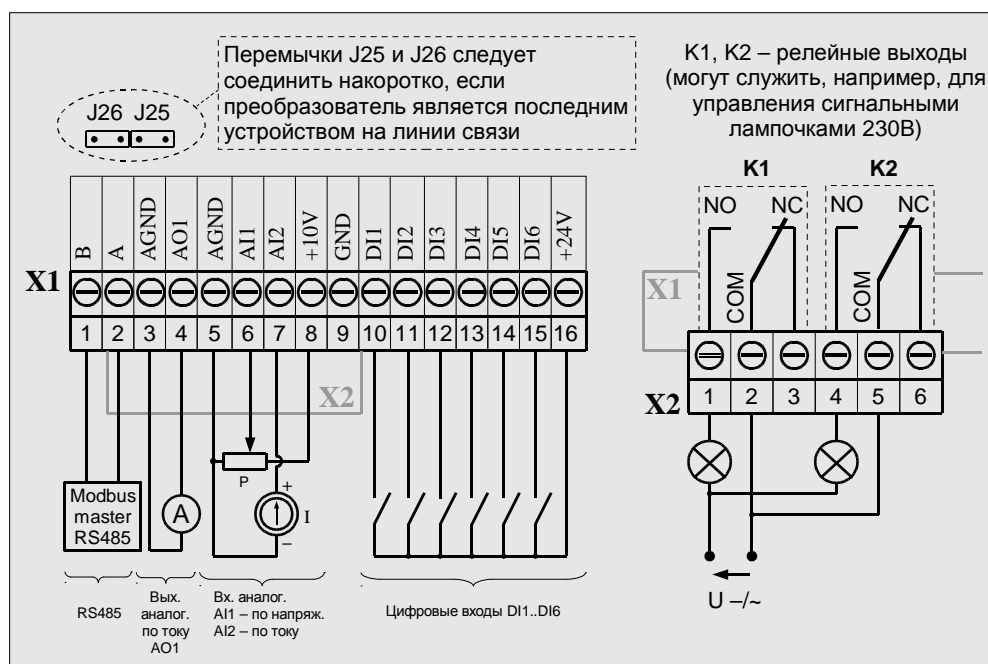 Перемычки J25 и J26 следует
соединить накоротко, если
преобразователь является последним
устройством на линии связи
J26 J25
K1, K2 – релейные выходы
(могут служить, например, для
управления сигнальными
лампочками 230В)
K1 K2
NO NC NO NC
COM COM
B A AGND AO1 AGND AI1 AI2 +10V GND DI1 DI2 DI3 DI4 DI5 DI6 +24V
X1
1 2 3 4 5 6 7 8 9 10 11 12 13 14 15 16
X2
X1
X2
1 2 3 4 5 6
Modbus
master
RS485
A
P
+
I
–
U –/~
RS485
Вых.
аналог.
по току
AO1
Вх. аналог.
AI1 – по напряж.
AI2 – по току
Цифровые входы DI1..DI6